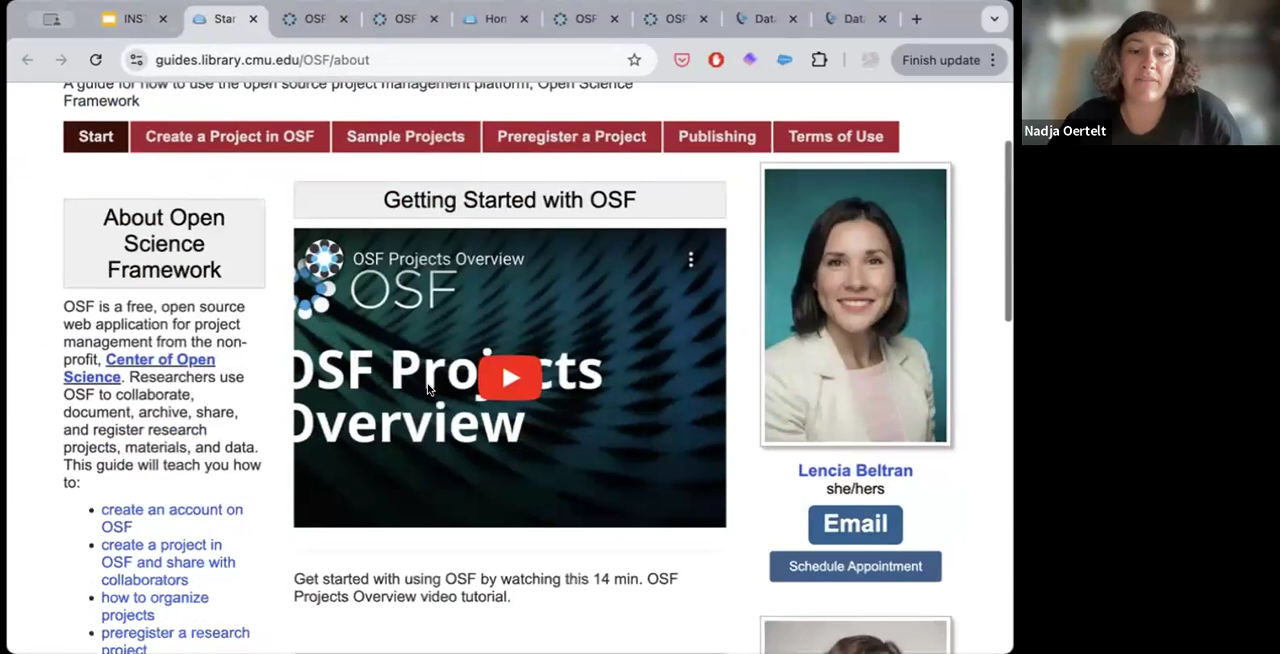 INS
Star
OSF
OSF
Hom
OSF
OSF
Data
Data
guides.library.cmu.edu/OSF/about
Finish update
A guide for how to use the open source project management platform, Open Science
Framework
Start
Create a Project in OSF
Sample Projects
Preregister a Project
Publishing
Terms of Use
About Open
Science
Framework
OSF is a free, open source
web application for project
management from the non-
profit, Center of Open
Science. Researchers use
OSF to collaborate,
document, archive, share,
and register research
projects, materials, and data.
This guide will teach you how
to:
• create an account on
OSF
• create a project in
OSF and share with
collaborators
• how to organize
projects
• preregister a research
project
Getting Started with OSF
OSF Projects Overview
OSF
OSF Projects
Overview
Get started with using OSF by watching this 14 min. OSF
Projects Overview video tutorial.
Lencia Beltran
she/hers
Email
Schedule Appointment
Nadja Oertelt